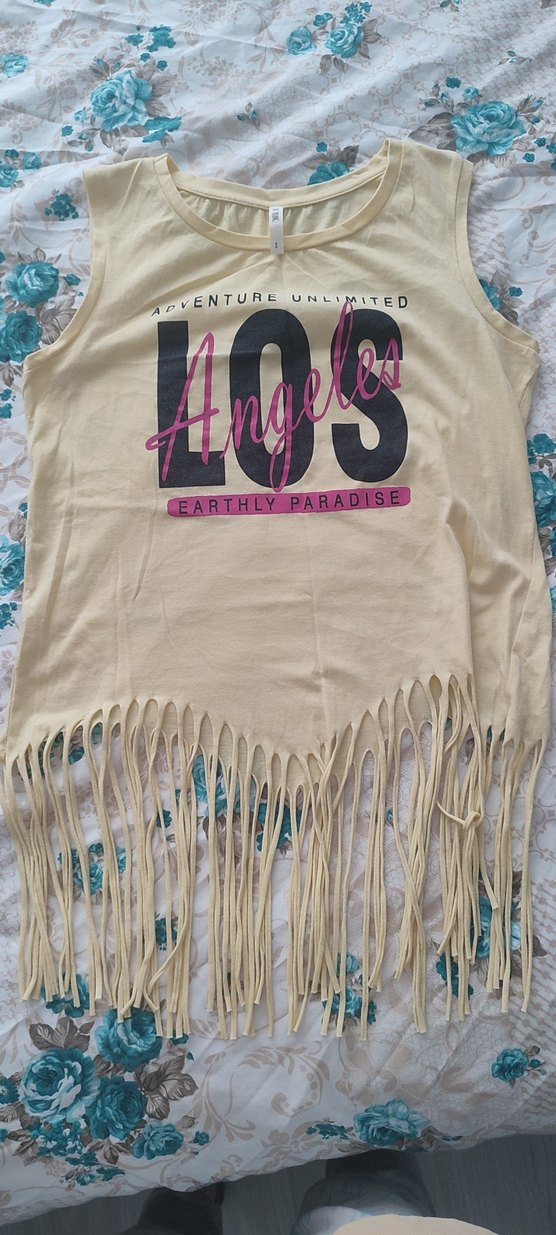 ADVENTURE UNLIMITED
LOS
Angeles
EARTHLY PARADISE